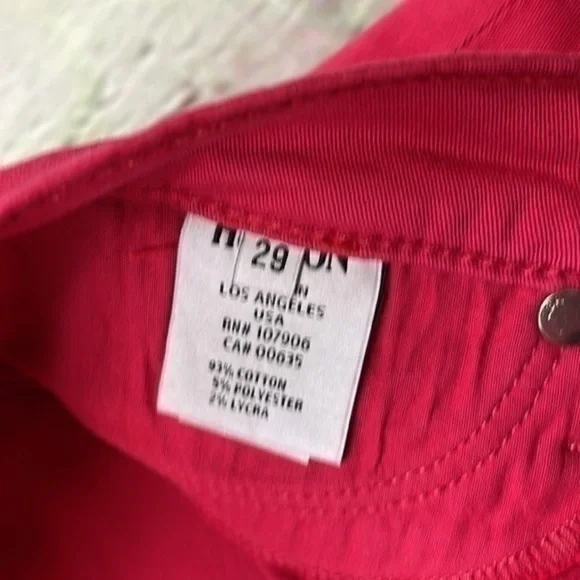 29
LOS ANGELES
USA
RN# 107906
CA# 00635
93% COTTON
5% POLYESTER
2% LYCRA